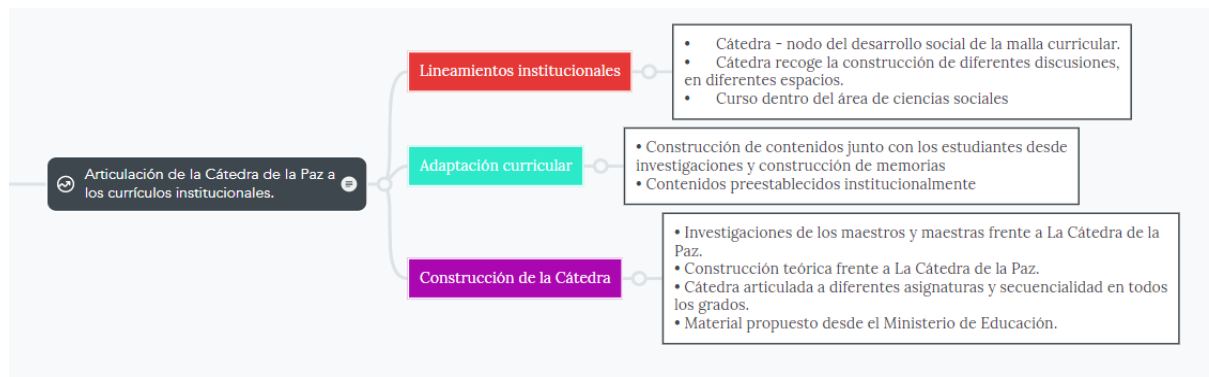 Articulación de la Cátedra de la Paz a
los currículos institucionales.
Lineamientos institucionales
•	Cátedra - nodo del desarrollo social de la malla curricular.
•	Cátedra recoge la construcción de diferentes discusiones,
en diferentes espacios.
•	Curso dentro del área de ciencias sociales
Adaptación curricular
• Construcción de contenidos junto con los estudiantes desde
investigaciones y construcción de memorias
• Contenidos preestablecidos institucionalmente
Construcción de la Cátedra
• Investigaciones de los maestros y maestras frente a La Cátedra de la
Paz.
• Construcción teórica frente a La Cátedra de la Paz.
• Cátedra articulada a diferentes asignaturas y secuencialidad en todos
los grados.
• Material propuesto desde el Ministerio de Educación.